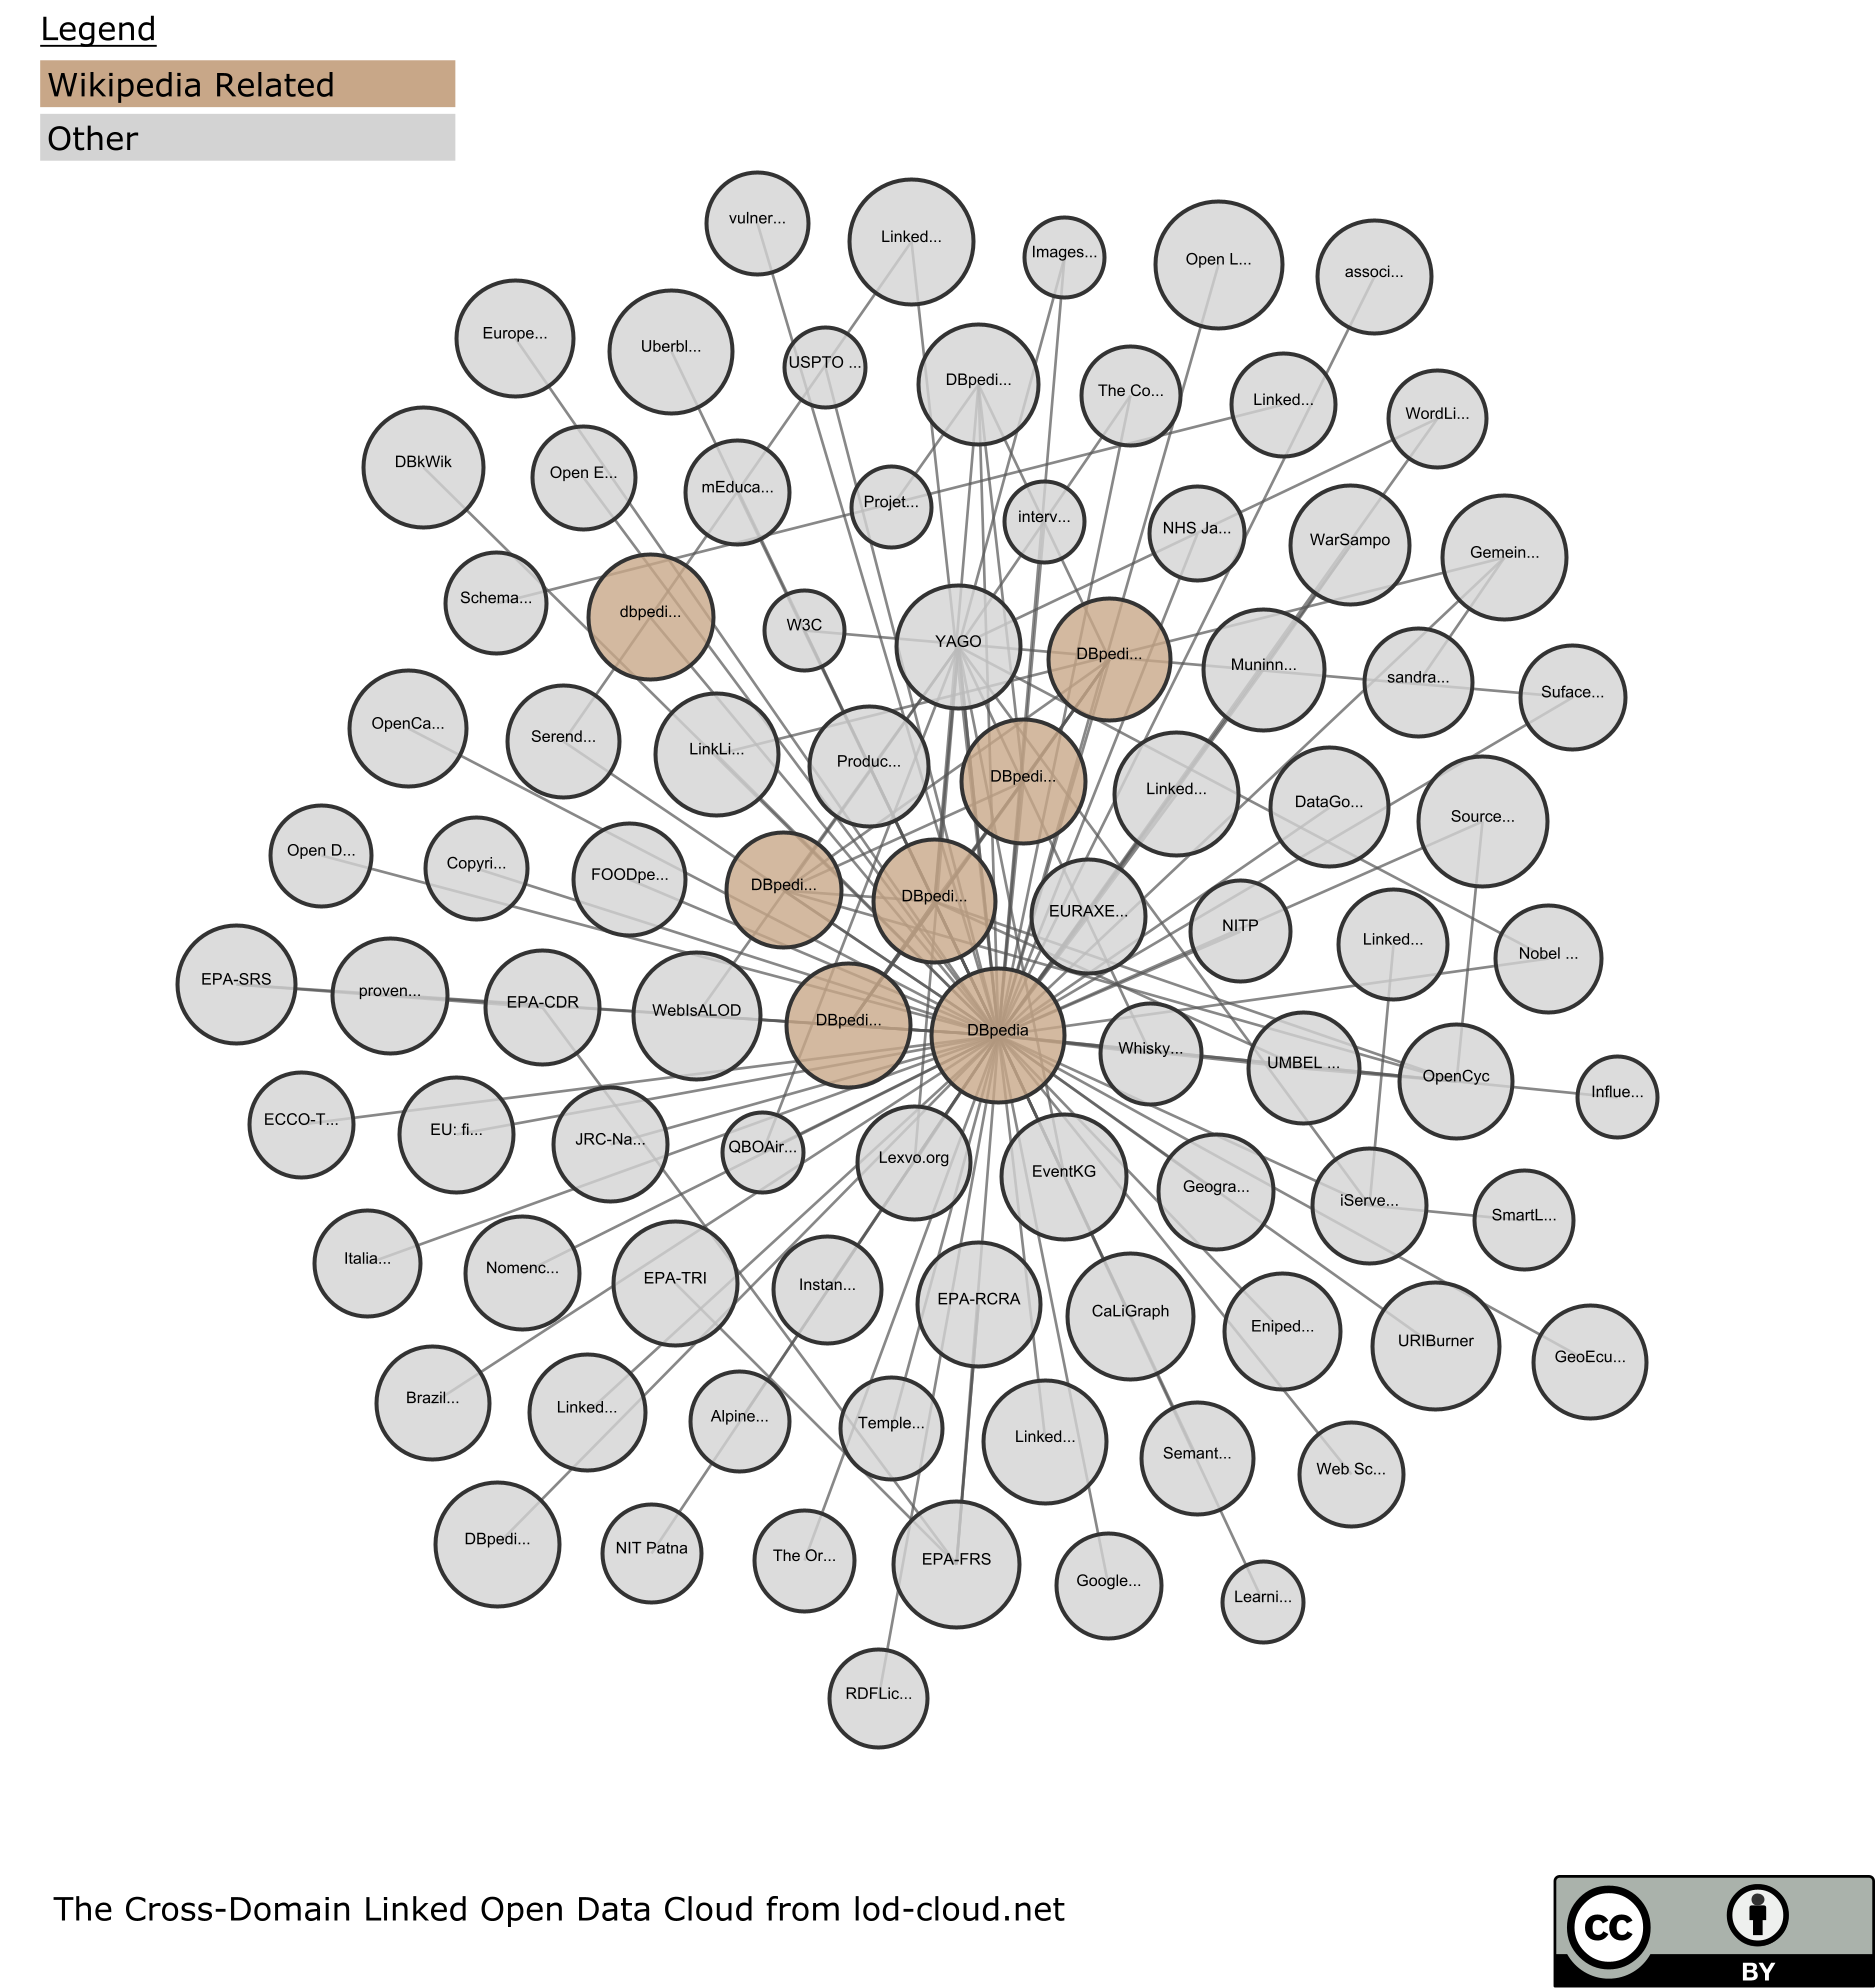 Legend
Wikipedia Related
Other
vulner...
Linked...
Images...
Open L...
associ...
Europe...
Uberbl...
USPTO ...
DBpedi...
The Co...
Linked...
WordLi...
DBkWik
Open E...
mEduca...
Projet...
interv...
NHS Ja...
WarSampo
Gemein...
Schema...
dbpedi...
W3C
YAGO
DBpedi...
Muninn...
sandra...
Suface...
OpenCa...
Serend...
LinkLi...
Produc...
DBpedi...
Linked...
DataGo...
Source...
Open D...
Copyri...
FOODpe...
DBpedi...
DBpedi...
EURAXE...
NITP
Linked...
Nobel ...
EPA-SRS
proven...
EPA-CDR
WebIsALOD
DBpedi...
DBpedia
Whisky...
UMBEL ...
OpenCyc
Influe...
ECCO-T...
EU: fi...
JRC-Na...
QBOAir...
Lexvo.org
EventKG
Geogra...
iServe...
SmartL...
Italia...
Nomenc...
EPA-TRI
Instan...
EPA-RCRA
CaLiGraph
Eniped...
URIBurner
GeoEcu...
Brazil...
Linked...
Alpine...
Temple...
Linked...
Semant...
Web Sc...
DBpedi...
NIT Patna
The Or...
EPA-FRS
Google...
Learni...
RDFLic...
The Cross-Domain Linked Open Data Cloud from lod-cloud.net
cc
BY